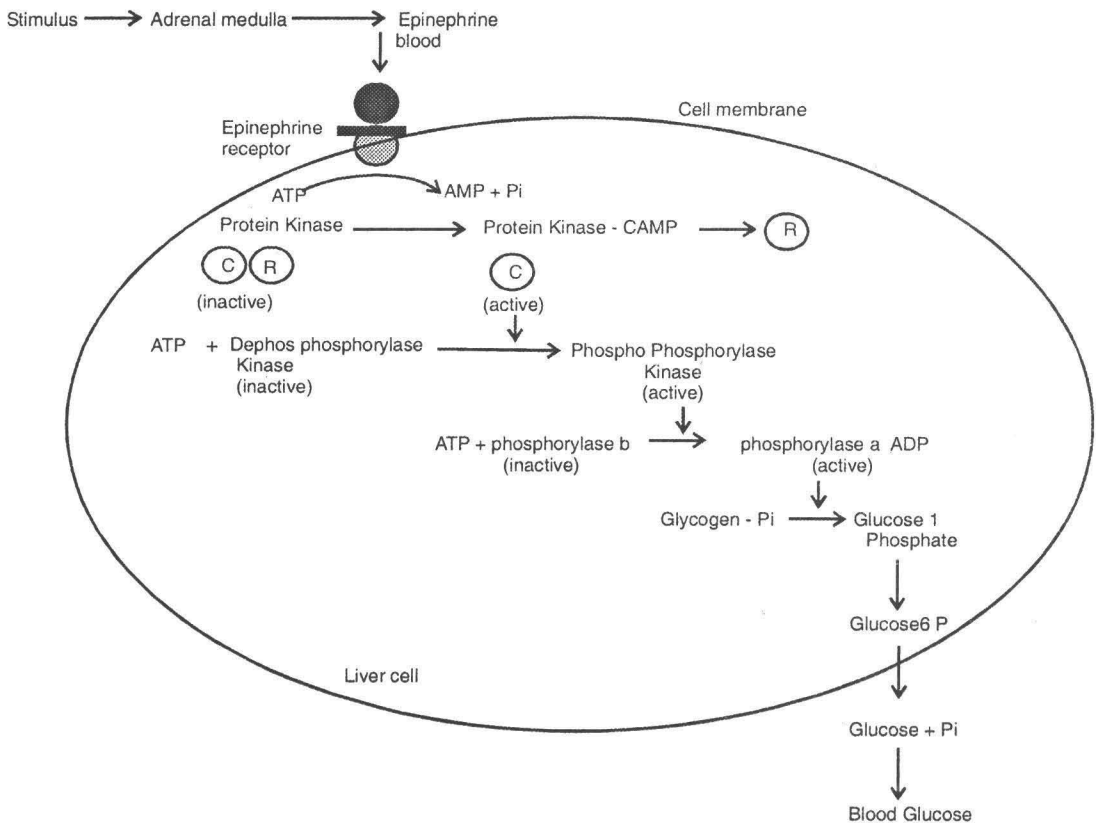 Stimulus
Adrenal medulla
Epinephrine
blood
Cell membrane
Epinephrine
receptor
ATP
AMP + Pi
Protein Kinase
Protein Kinase - CAMP
R
C
R
C
(inactive)
(active)
ATP + Dephos phosphorylase
Kinase
(inactive)
Phospho Phosphorylase
Kinase
(active)
ATP + phosphorylase b
(inactive)
phosphorylase a ADP
(active)
Glycogen - Pi
Glucose 1
Phosphate
Glucose6 P
Liver cell
Glucose + Pi
Blood Glucose